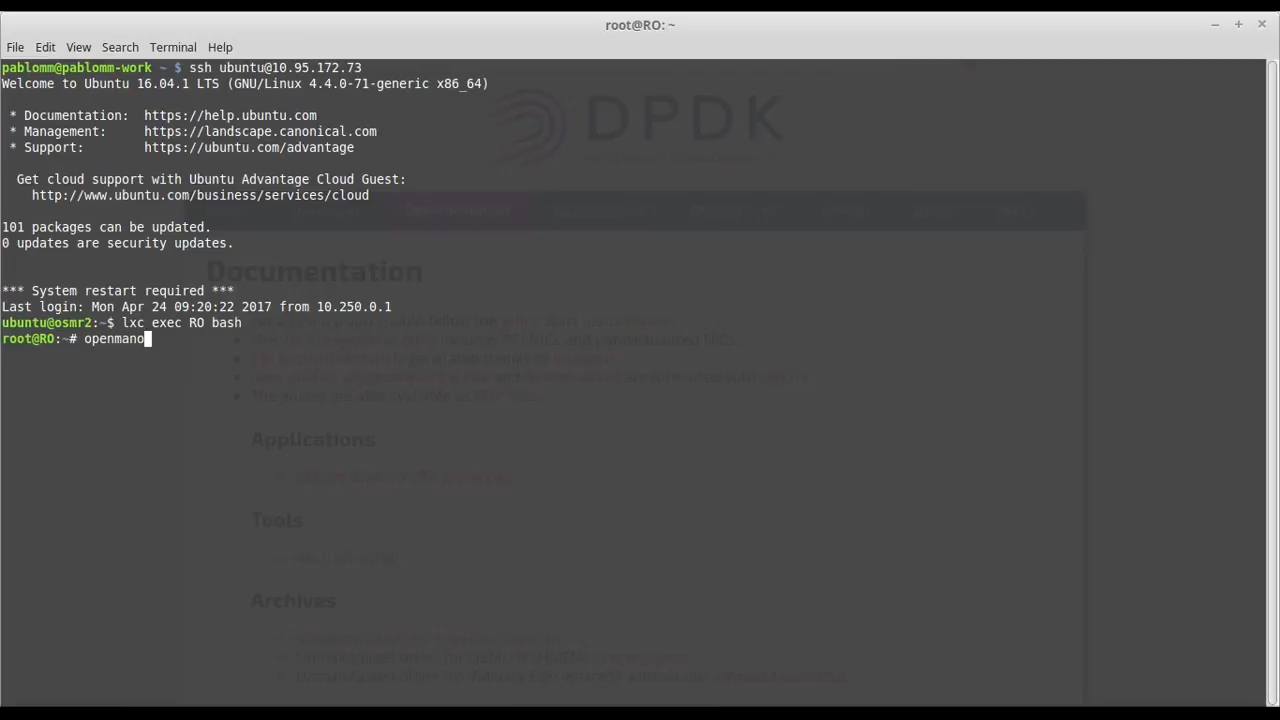 root@RO: ~
File Edit View Search Terminal Help
pablomm@pablomm-work ~ $ ssh ubuntu@10.95.172.73
Welcome to Ubuntu 16.04.1 LTS (GNU/Linux 4.4.0-71-generic x86_64)
* Documentation: https://help.ubuntu.com
* Management: https://landscape.canonical.com
* Support: https://ubuntu.com/advantage
Get cloud support with Ubuntu Advantage Cloud Guest:
http://www.ubuntu.com/business/services/cloud
101 packages can be updated.
0 updates are security updates.
*** System restart required ***
Last login: Mon Apr 24 09:20:22 2017 from 10.250.0.1
ubuntu@osmr2:~$ lxc exec RO bash
root@RO:~# openmano
DPDK
Documentation
Applications
Tools
Archives